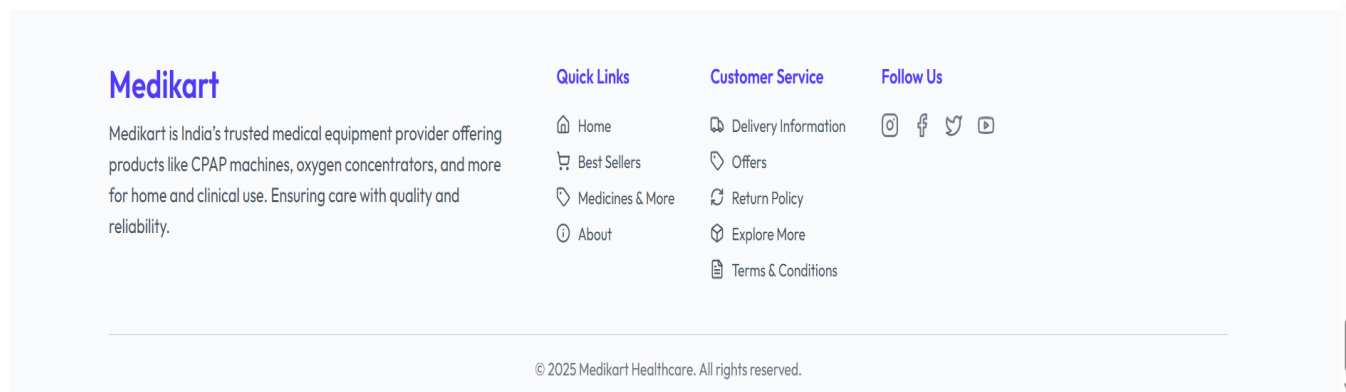 Medikart
Medikart is India's trusted medical equipment provider offering
products like CPAP machines, oxygen concentrators, and more
for home and clinical use. Ensuring care with quality and
reliability.
Quick Links
Home
Best Sellers
Medicines & More
About
Customer Service
Delivery Information
Offers
Return Policy
Explore More
Terms & Conditions
Follow Us
© 2025 Medikart Healthcare. All rights reserved.